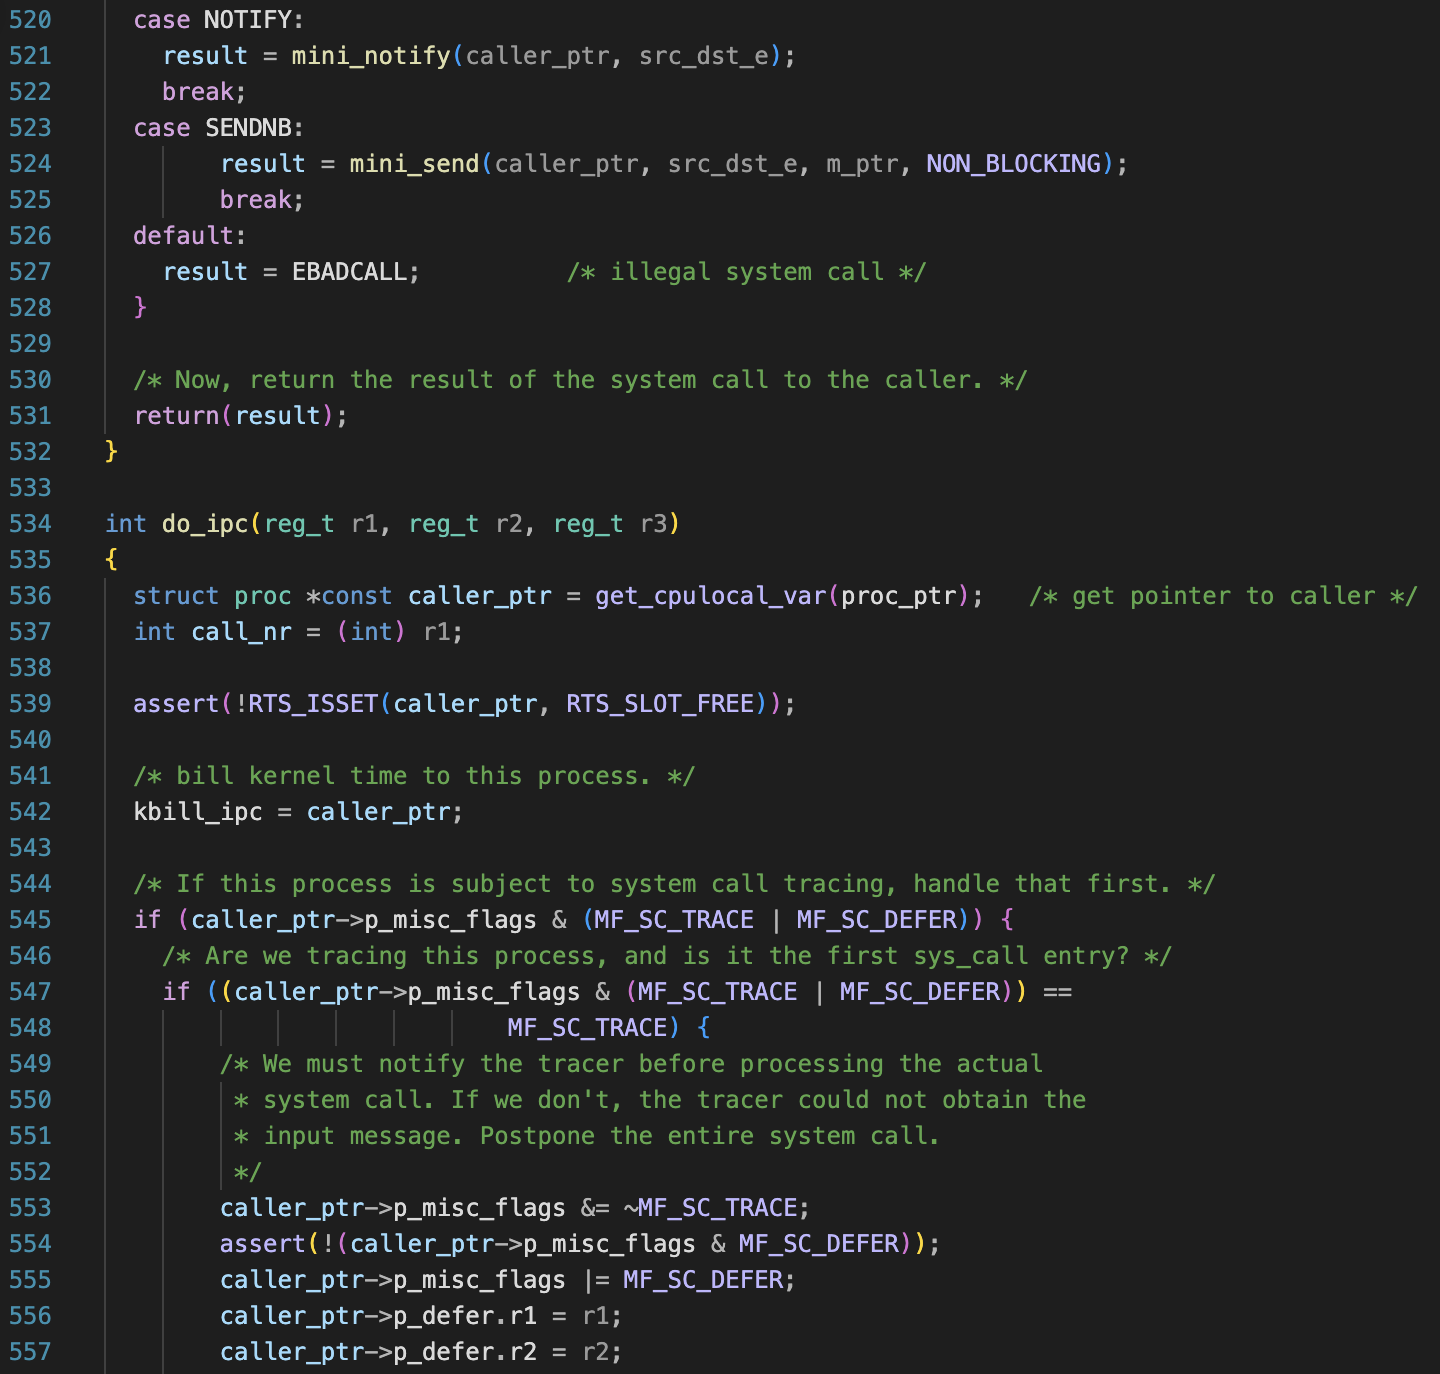 520 case NOTIFY:
521 result = mini_notify(caller_ptr, src_dst_e);
522 break;
523 case SENDNB:
524 result = mini_send(caller_ptr, src_dst_e, m_ptr, NON_BLOCKING);
525 break;
526 default:
527 result = EBADCALL; /* illegal system call */
528 }
529
530 /* Now, return the result of the system call to the caller. */
531 return(result);
532 }
533
534 int do_ipc(reg_t r1, reg_t r2, reg_t r3)
535 {
536 struct proc *const caller_ptr = get_cpulocal_var(proc_ptr); /* get pointer to caller */
537 int call_nr = (int) r1;
538
539 assert(!RTS_ISSET(caller_ptr, RTS_SLOT_FREE));
540
541 /* bill kernel time to this process. */
542 kbill_ipc = caller_ptr;
543
544 /* If this process is subject to system call tracing, handle that first. */
545 if (caller_ptr->p_misc_flags & (MF_SC_TRACE | MF_SC_DEFER)) {
546 /* Are we tracing this process, and is it the first sys_call entry? */
547 if ((caller_ptr->p_misc_flags & (MF_SC_TRACE | MF_SC_DEFER)) ==
548 MF_SC_TRACE) {
549 /* We must notify the tracer before processing the actual
550 * system call. If we don't, the tracer could not obtain the
551 * input message. Postpone the entire system call.
552 */
553 caller_ptr->p_misc_flags &= ~MF_SC_TRACE;
554 assert(!(caller_ptr->p_misc_flags & MF_SC_DEFER));
555 caller_ptr->p_misc_flags |= MF_SC_DEFER;
556 caller_ptr->p_defer.r1 = r1;
557 caller_ptr->p_defer.r2 = r2;